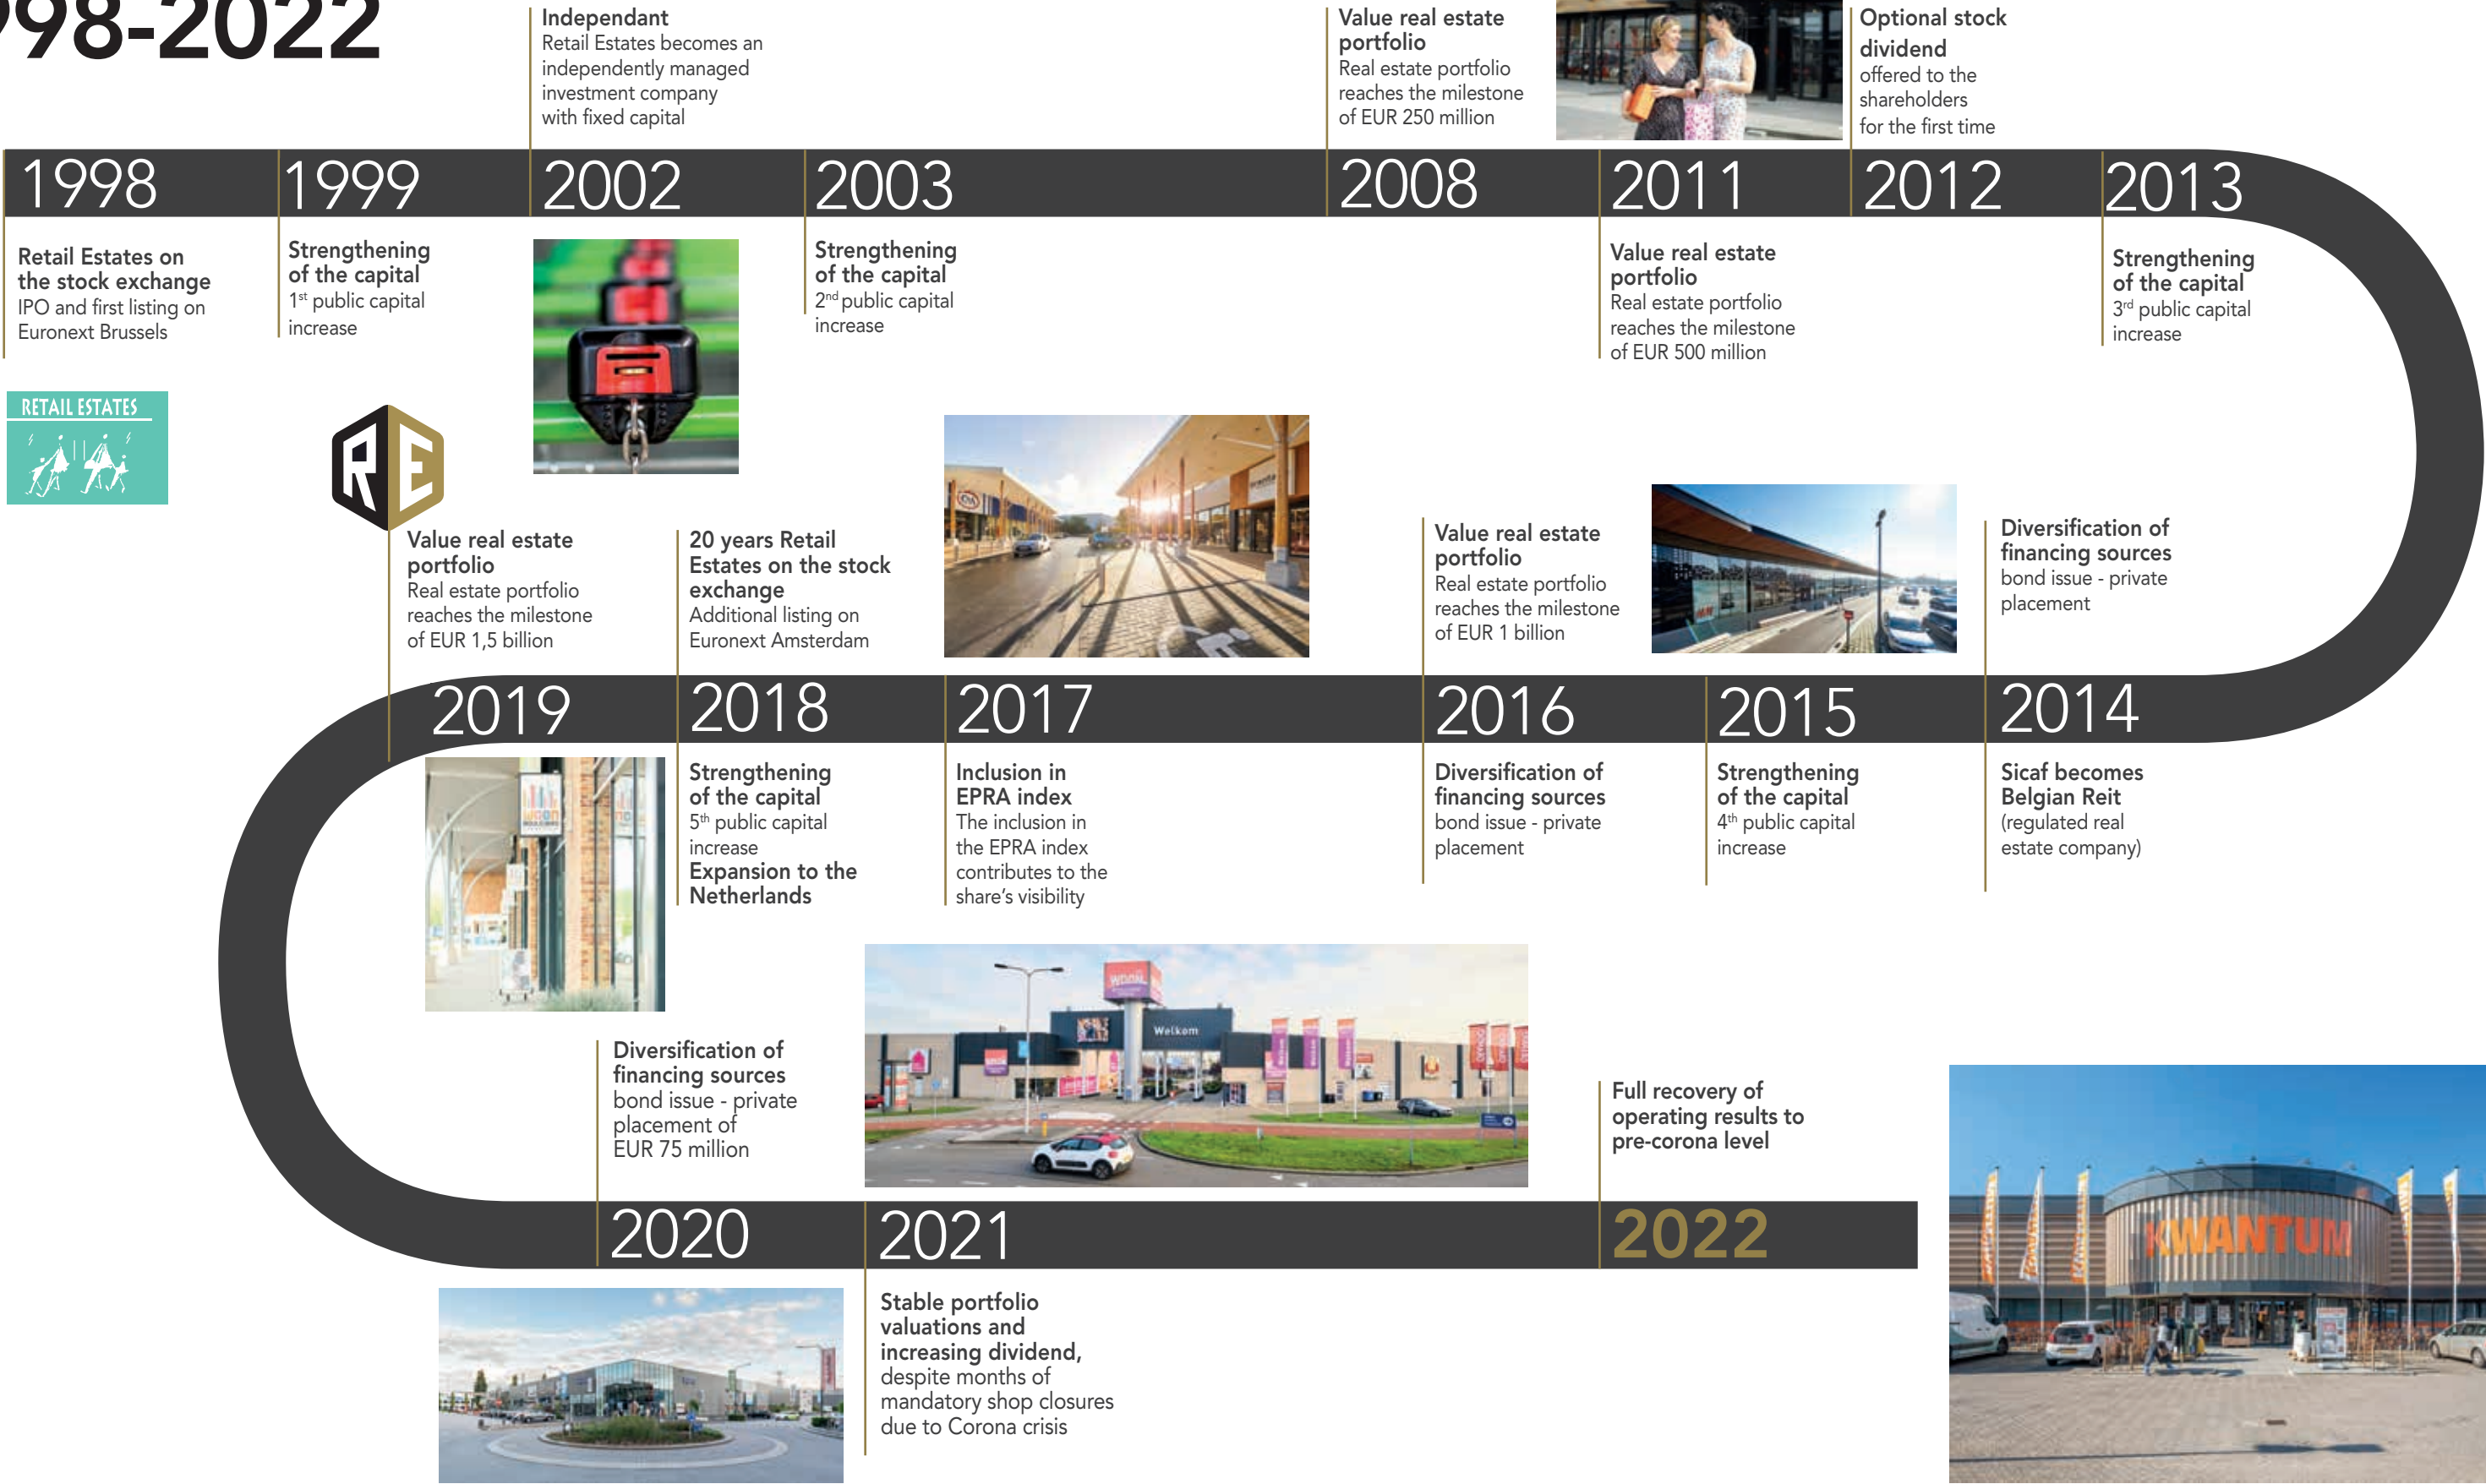 998-2022
Independant
Retail Estates becomes an
independently managed
investment company
with fixed capital
Value real estate
portfolio
Real estate portfolio
reaches the milestone
of EUR 250 million
Optional stock
dividend
offered to the
shareholders
for the first time
1998
1999
2002
2003
2008
2011
2012
2013
Retail Estates on
the stock exchange
IPO and first listing on
Euronext Brussels
Strengthening
of the capital
1st public capital
increase
Strengthening
of the capital
2nd public capital
increase
Value real estate
portfolio
Real estate portfolio
reaches the milestone
of EUR 500 million
Strengthening
of the capital
3rd public capital
increase
RETAIL ESTATES
RE
Value real estate
portfolio
Real estate portfolio
reaches the milestone
of EUR 1,5 billion
20 years Retail
Estates on the stock
exchange
Additional listing on
Euronext Amsterdam
Value real estate
portfolio
Real estate portfolio
reaches the milestone
of EUR 1 billion
Diversification of
financing sources
bond issue - private
placement
2019
2018
2017
2016
2015
2014
Strengthening
of the capital
5th public capital
increase
Expansion to the
Netherlands
Inclusion in
EPRA index
The inclusion in
the EPRA index
contributes to the
share's visibility
Diversification of
financing sources
bond issue - private
placement
Strengthening
of the capital
4th public capital
increase
Sicaf becomes
Belgian Reit
(regulated real
estate company)
Diversification of
financing sources
bond issue - private
placement of
EUR 75 million
WOON
Welkom
Full recovery of
operating results to
pre-corona level
KWANTUM
2020
2021
2022
Stable portfolio
valuations and
increasing dividend,
despite months of
mandatory shop closures
due to Corona crisis